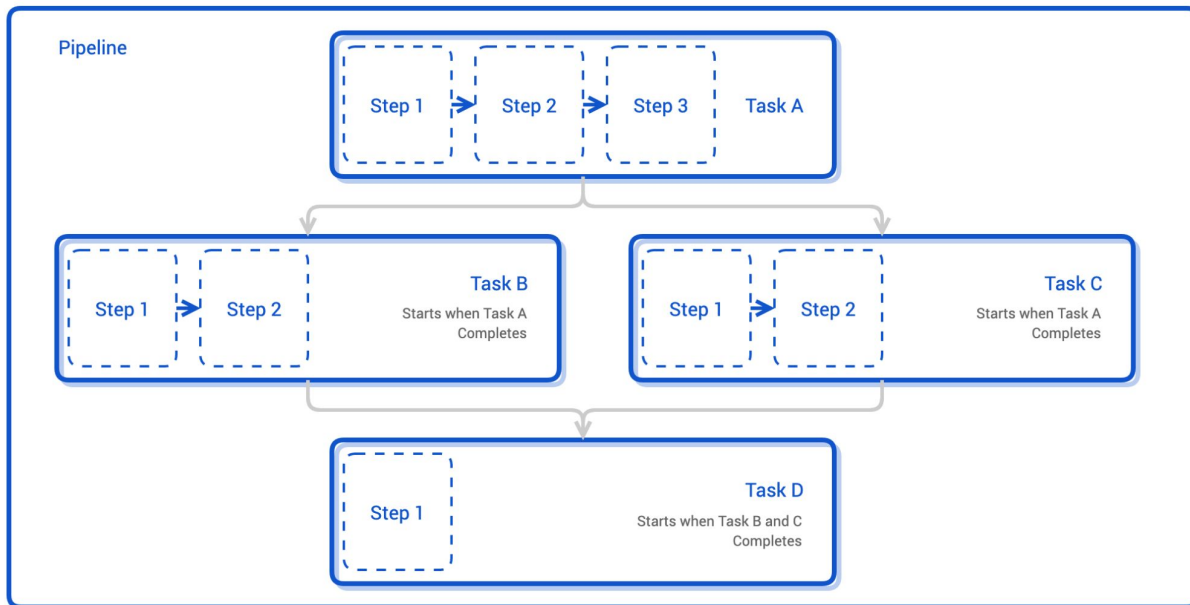 Pipeline
Step 1
Step 2
Step 3
Task A
Step 1
Step 2
Task B
Starts when Task A
Completes
Step 1
Step 2
Task C
Starts when Task A
Completes
Step 1
Task D
Starts when Task B and C
Completes